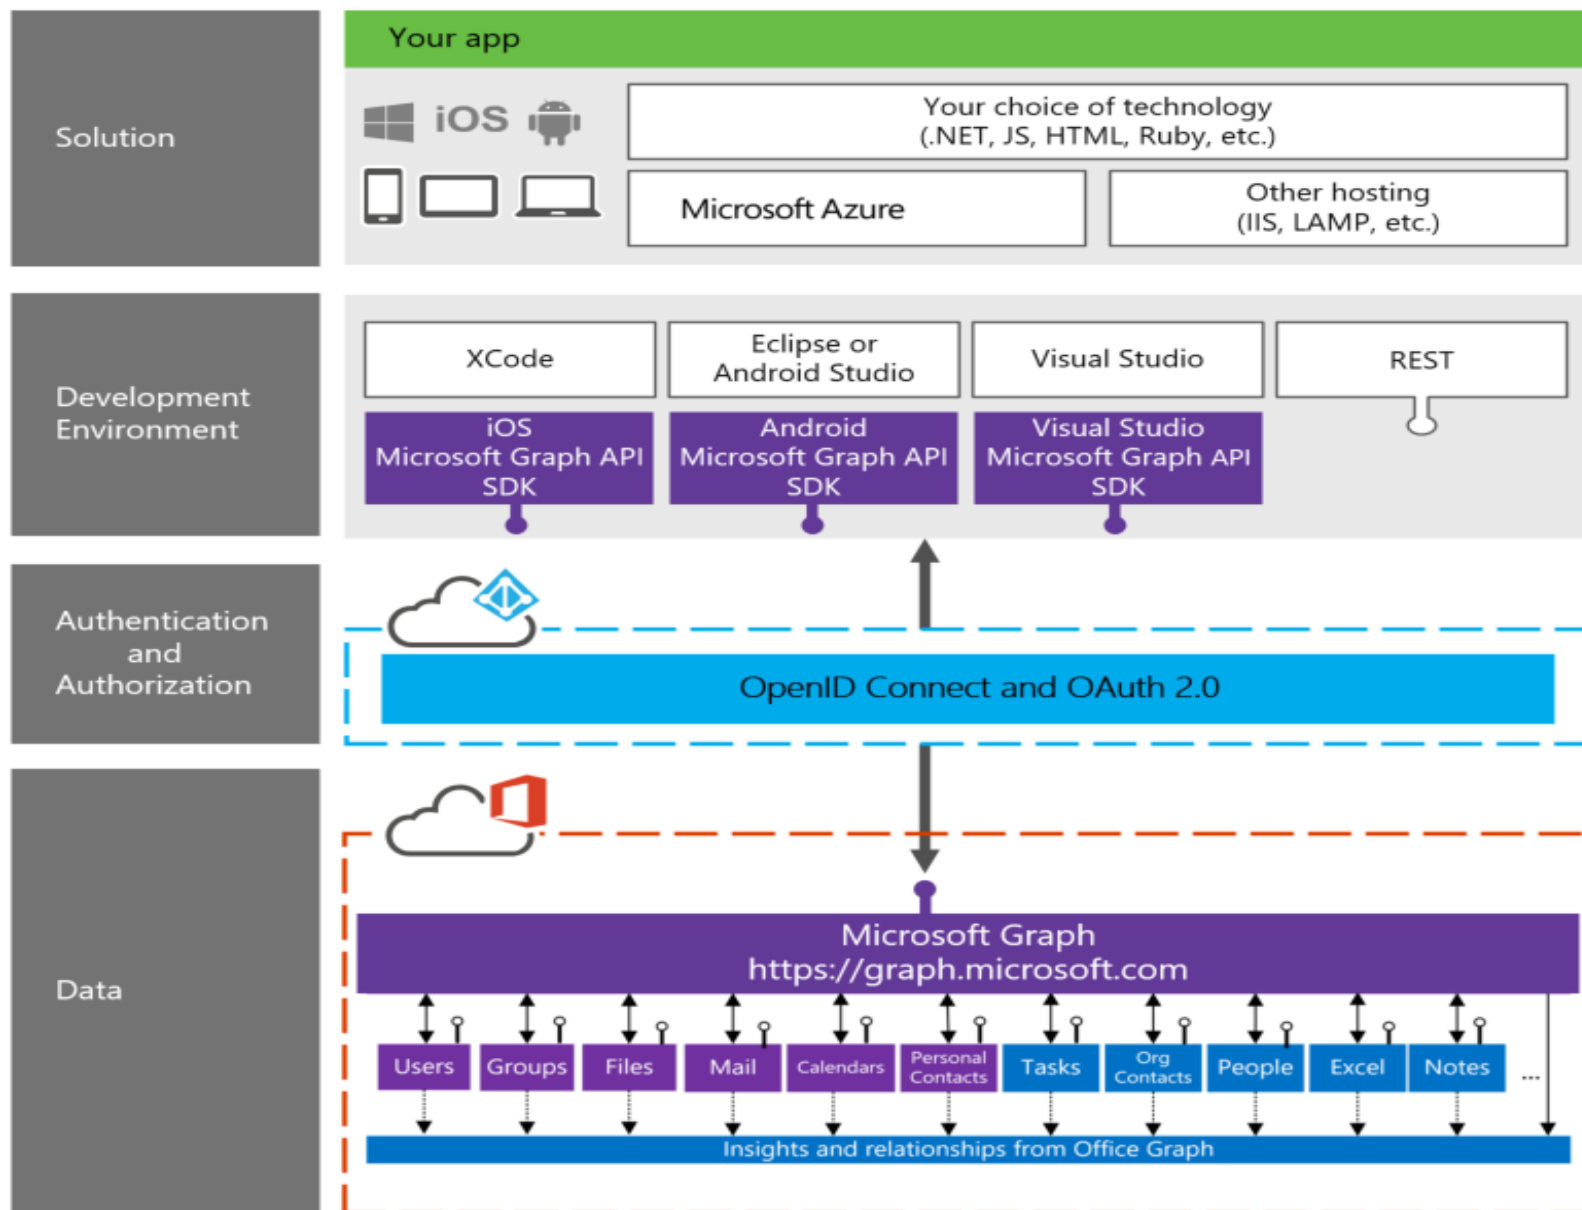 Your app
Solution
iOS
Your choice of technology
(.NET, JS, HTML, Ruby, etc.)
Microsoft Azure
Other hosting
(IIS, LAMP, etc.)
Development
Environment
XCode
Eclipse or
Android Studio
Visual Studio
REST
iOS
Microsoft Graph API
SDK
Android
Microsoft Graph API
SDK
Visual Studio
Microsoft Graph API
SDK
Authentication
and
Authorization
OpenID Connect and OAuth 2.0
Data
Microsoft Graph
https://graph.microsoft.com
Users
Groups
Files
Mail
Calendars
Personal
Contacts
Tasks
Org
Contacts
People
Excel
Notes
...
Insights and relationships from Office Graph